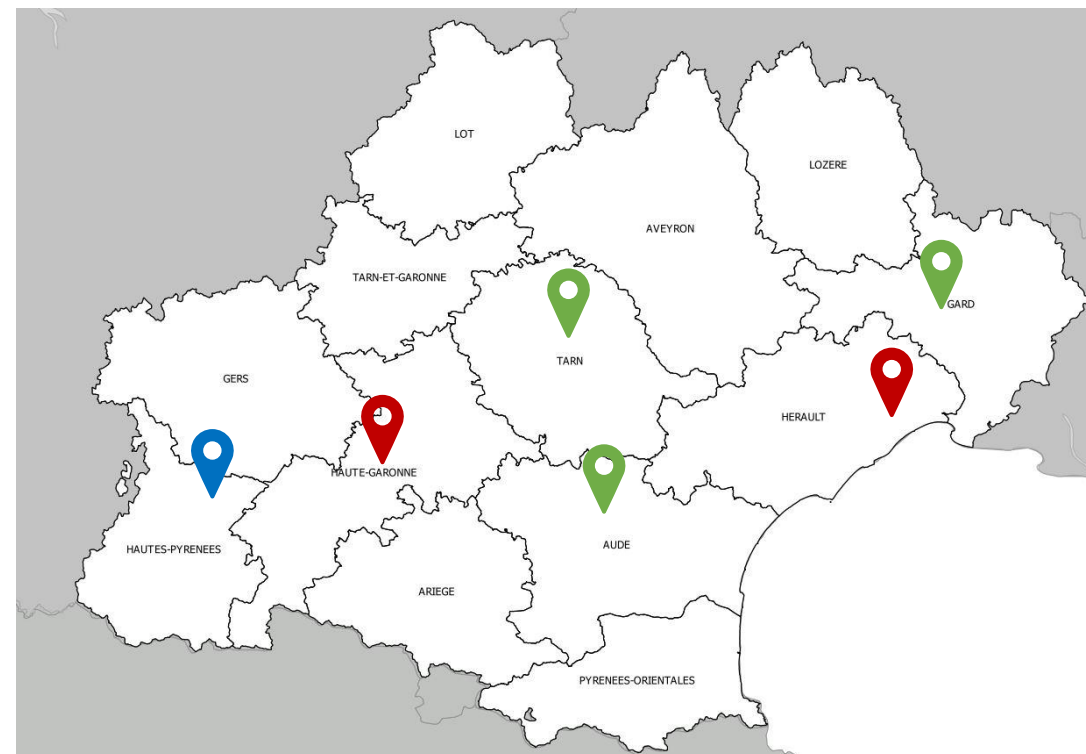 LOT
LOZERE
AVEYRON
TARN-ET-GARONNE
GARD
TARN
GERS
HERAULT
HAUTE-GARONNE
AUDE
HAUTES-PYRENEES
ARIEGE
PYRENEES-ORIENTALES